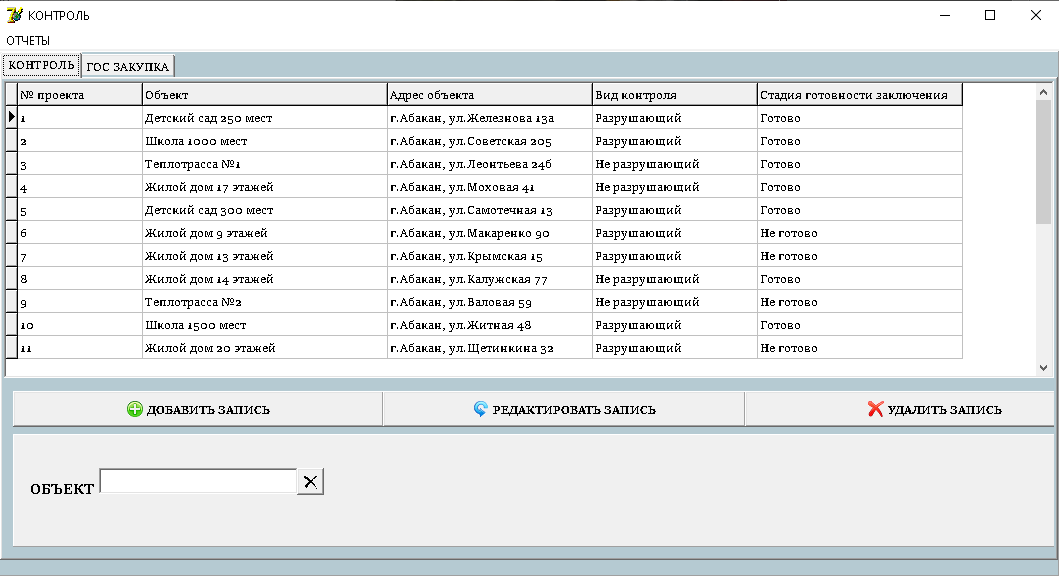 КОНТРОЛЬ
ОТЧЕТЫ
КОНТРОЛЬ ГОС ЗАКУПКА
№ проекта Объект Адрес объекта Вид контроля Стадия готовности заключения
1 Детский сад 250 мест г.Абакан, ул.Железнова 13а Разрушающий Готово
2 Школа 1000 мест г.Абакан, ул.Советская 205 Разрушающий Готово
3 Теплотрасса №1 г.Абакан, ул.Леонтьева 24б Не разрушающий Готово
4 Жилой дом 17 этажей г.Абакан, ул.Моховая 41 Не разрушающий Готово
5 Детский сад 300 мест г.Абакан, ул.Самотечная 13 Разрушающий Готово
6 Жилой дом 9 этажей г.Абакан, ул.Макаренко 90 Разрушающий Не готово
7 Жилой дом 13 этажей г.Абакан, ул.Крымская 15 Разрушающий Не готово
8 Жилой дом 14 этажей г.Абакан, ул.Калужская 77 Не разрушающий Готово
9 Теплотрасса №2 г.Абакан, ул.Валовая 59 Не разрушающий Не готово
10 Школа 1500 мест г.Абакан, ул.Житная 48 Разрушающий Готово
11 Жилой дом 20 этажей г.Абакан, ул.Щетинкина 32 Разрушающий Не готово
ДОБАВИТЬ ЗАПИСЬ РЕДАКТИРОВАТЬ ЗАПИСЬ УДАЛИТЬ ЗАПИСЬ
ОБЪЕКТ